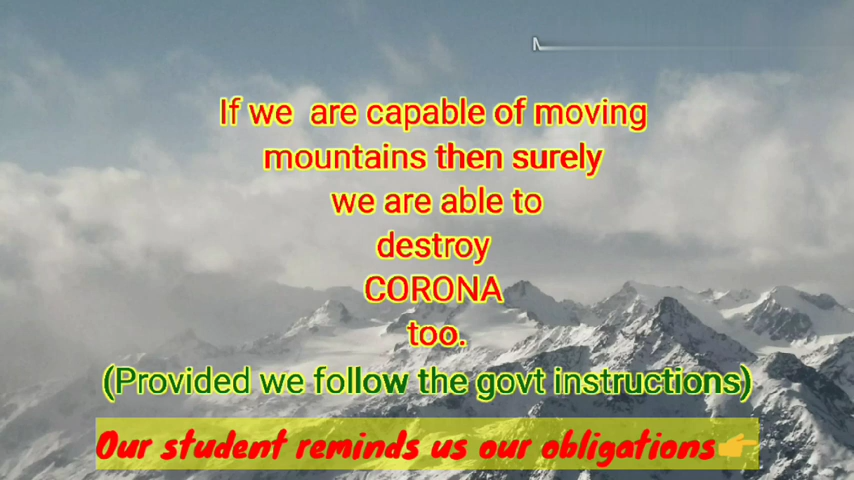 If we are capable of moving
mountains then surely
we are able to
destroy
CORONA
too.
(Provided we follow the govt instructions)
Our student reminds us our obligations👉